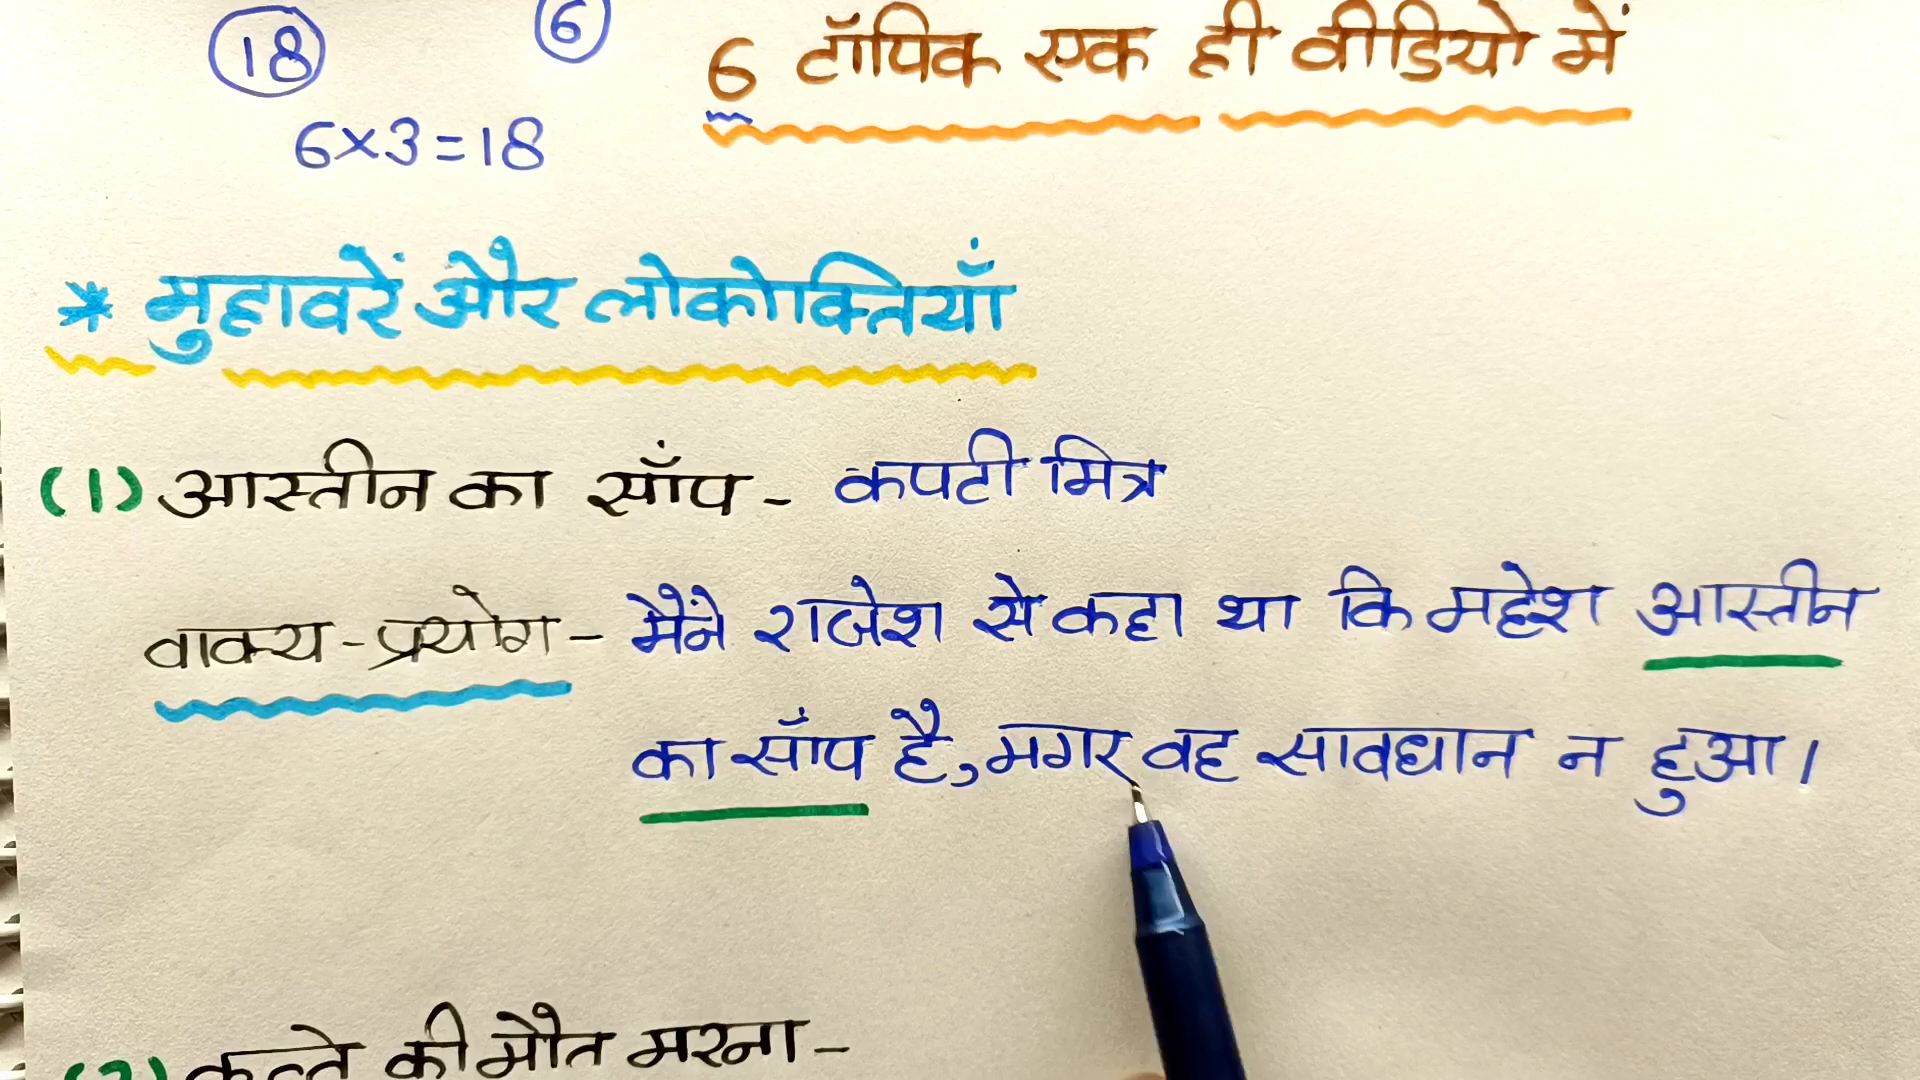 18
6
6×3=18
6 टॉपिक एक ही वीडियो में
* मुहावरें और लोकोक्तियाँ
(1) आस्तीन का साँप - कपटी मित्र
वाक्य-प्रयोग- मैंने राजेश से कहा था कि महेश आस्तीन
का साँप है, मगर वह सावधान न हुआ।
(2) कुत्ते की मौत मरना-